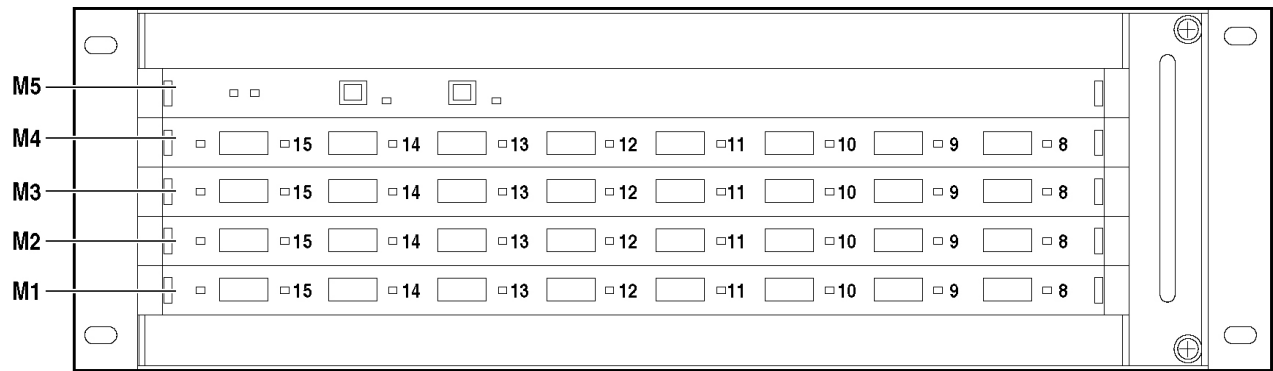 M5
M4 15 14 13 12 11 10 9 8
M3 15 14 13 12 11 10 9 8
M2 15 14 13 12 11 10 9 8
M1 15 14 13 12 11 10 9 8